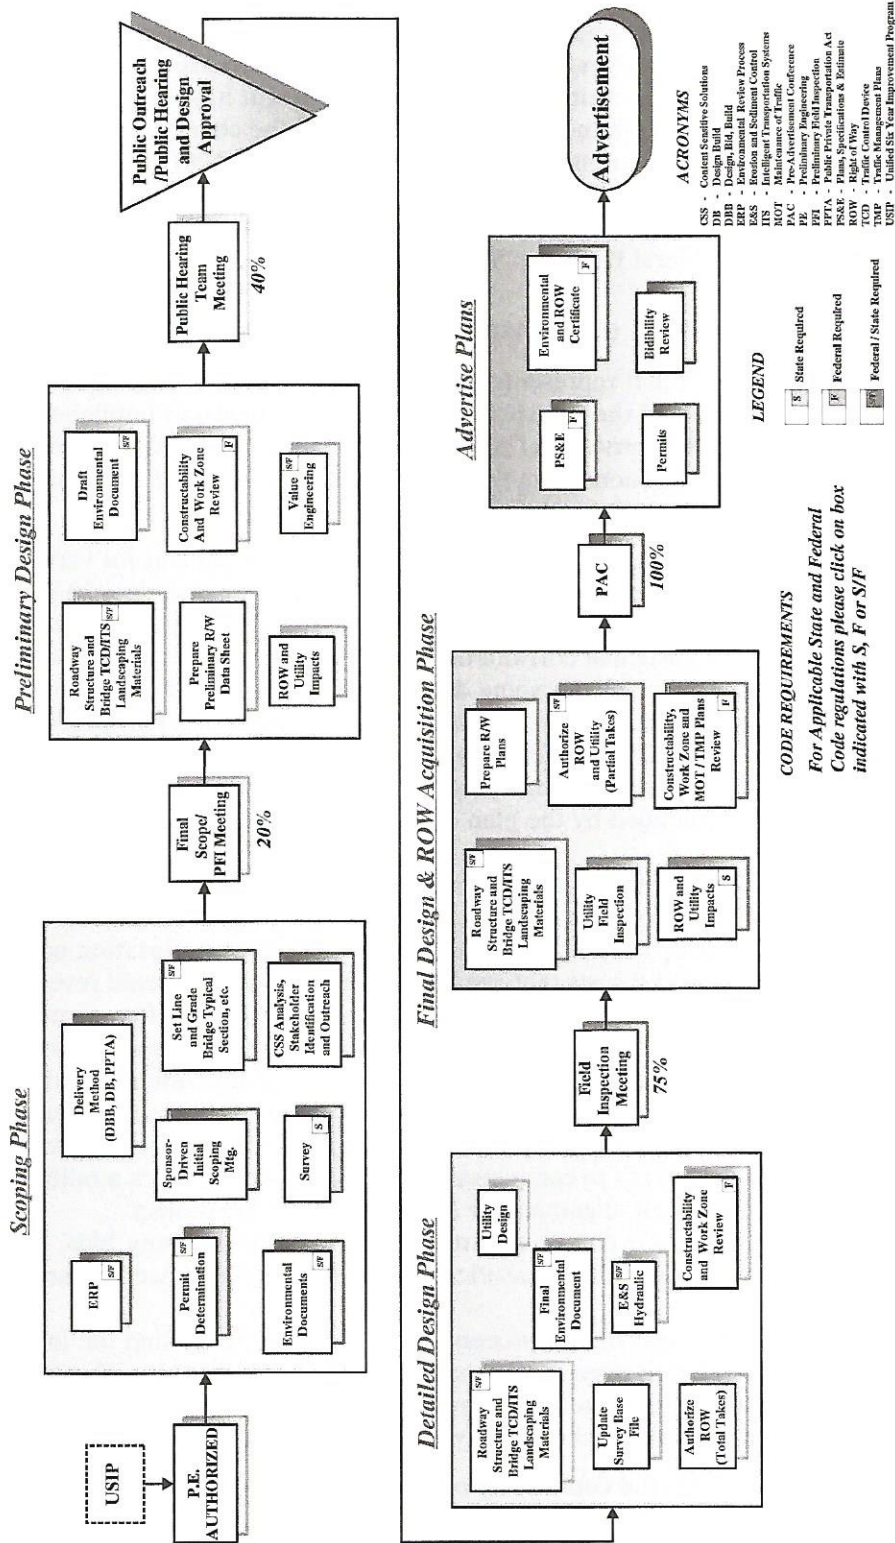 Scoping Phase
USIP
P.E.
AUTHORIZED
ERP
S/F
Permit
Determination
S/F
Environmental
Documents
S/F
Delivery
Method
(DBB, DB, PPTA)
Sponsor-
Driven
Initial
Scoping
Mtg.
Survey
S
Set Line
and Grade
Bridge Typical
Section, etc.
S/F
CSS Analysis,
Stakeholder
Identification
and Outreach
Final
Scope/
PFI Meeting
20%
Preliminary Design Phase
Roadway
Structure and
Bridge TCD/ITS
Landscaping
Materials
S/F
Prepare
Preliminary R/W
Data Sheet
ROW and
Utility
Impacts
Draft
Environmental
Document
S/F
Constructability
And Work Zone
Review
F
Value
Engineering
S/F
Public Hearing
Team
Meeting
40%
Public Outreach
/Public Hearing
and Design
Approval
Detailed Design Phase
Roadway
Structure and
Bridge TCD/ITS
Landscaping
Materials
S/F
Update
Survey Base
File
Authorize
ROW
(Total Takes)
Utility
Design
Final
Environmental
Document
S/F
E&S
Hydraulic
S/F
Constructability
and Work Zone
Review
F
Field
Inspection
Meeting
75%
Final Design & ROW Acquisition Phase
Roadway
Structure and
Bridge TCD/ITS
Landscaping
Materials
S/F
Utility
Field
Inspection
ROW and
Utility
Impacts
S
Prepare R/W
Plans
Authorize
ROW
and Utility
(Partial Takes)
S/F
Constructability,
Work Zone and
MOT / TMP Plans
Review
F
PAC
100%
Advertise Plans
PS&E
F
Permits
Environmental
and ROW
Certificate
F
Bidibility
Review
Advertisement
CODE REQUIREMENTS
For Applicable State and Federal
Code regulations please click on box
indicated with S, F or S/F
LEGEND
S State Required
F Federal Required
S/F Federal / State Required
ACRONYMS
CSS - Content Sensitive Solutions
DB - Design Build
DBB - Design, Bid, Build
ERP - Environmental Review Process
E&S - Erosion and Sediment Control
ITS - Intelligent Transportation Systems
MOT - Maintenance of Traffic
PAC - Pre-Advertisement Conference
PE - Preliminary Engineering
PFI - Preliminary Field Inspection
PPTA - Public Private Transportation Act
PS&E - Plans, Specifications & Estimate
ROW - Right of Way
TCD - Traffic Control Device
TMP - Traffic Management Plans
USIP - Unified Six Year Improvement Program